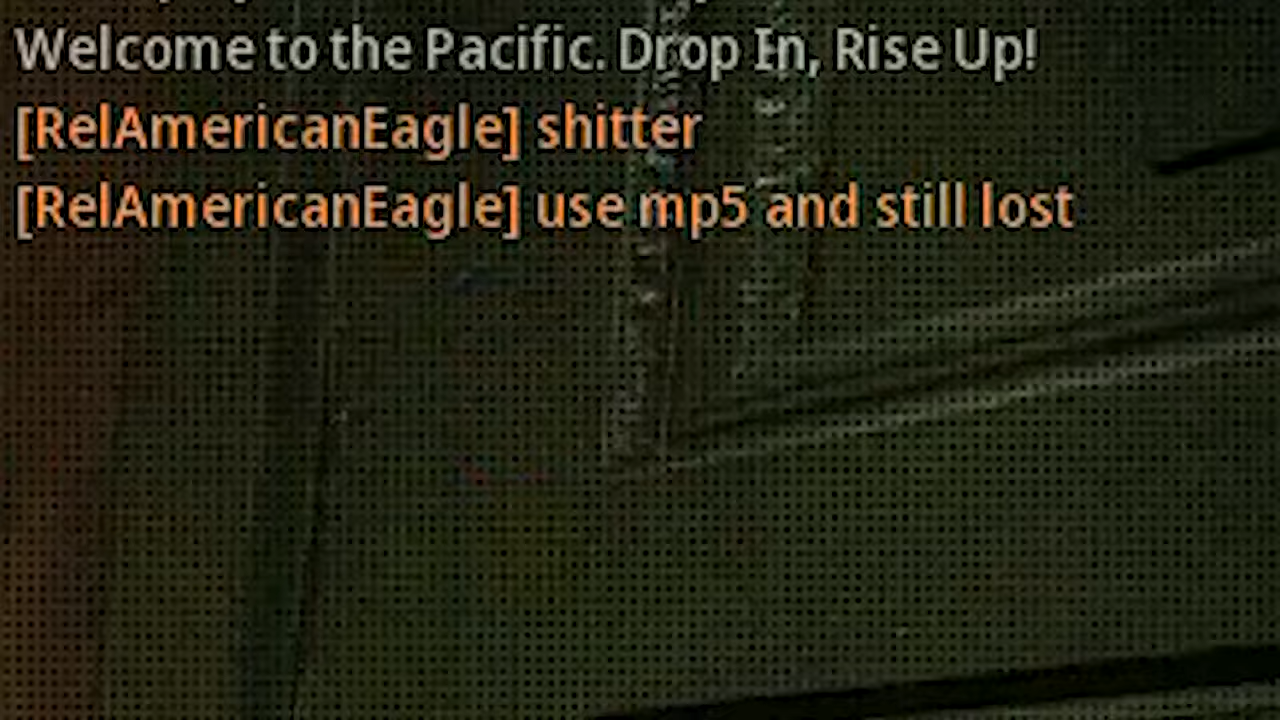 Welcome to the Pacific. Drop In, Rise Up!
[RelAmericanEagle] shitter
[RelAmericanEagle] use mp5 and still lost